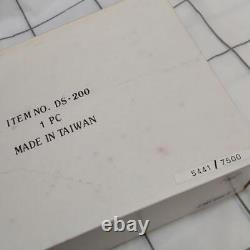 ITEM NO. DS-200
1 PC
MADE IN TAIWAN
5441 / 7500